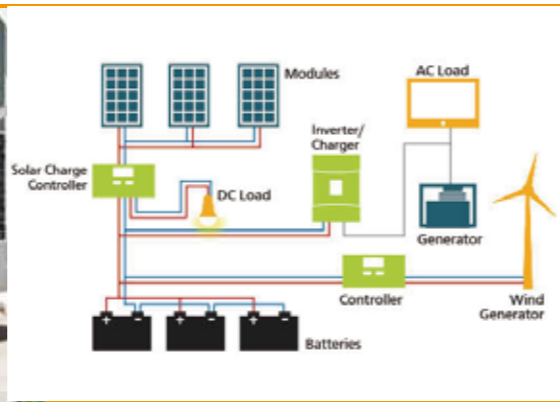 Modules
AC Load
Inverter/
Charger
Solar Charge
Controller
DC Load
Generator
Controller
Wind
Generator
+ − + − + −
Batteries